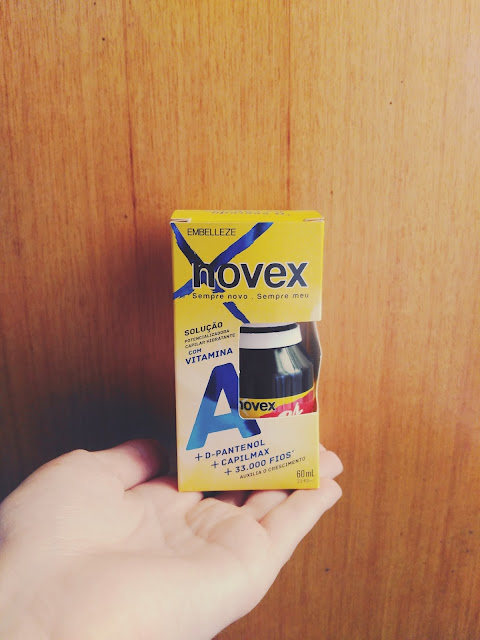 EMBELLEZE
novex
Sempre novo . Sempre meu
SOLUÇÃO
POTENCIALIZADORA
CAPILAR HIDRATANTE
COM
VITAMINA
A
novex
+ D-PANTENOL
+ CAPILMAX
+ 33.000 FIOS*
AUXILIA O CRESCIMENTO
60 mL